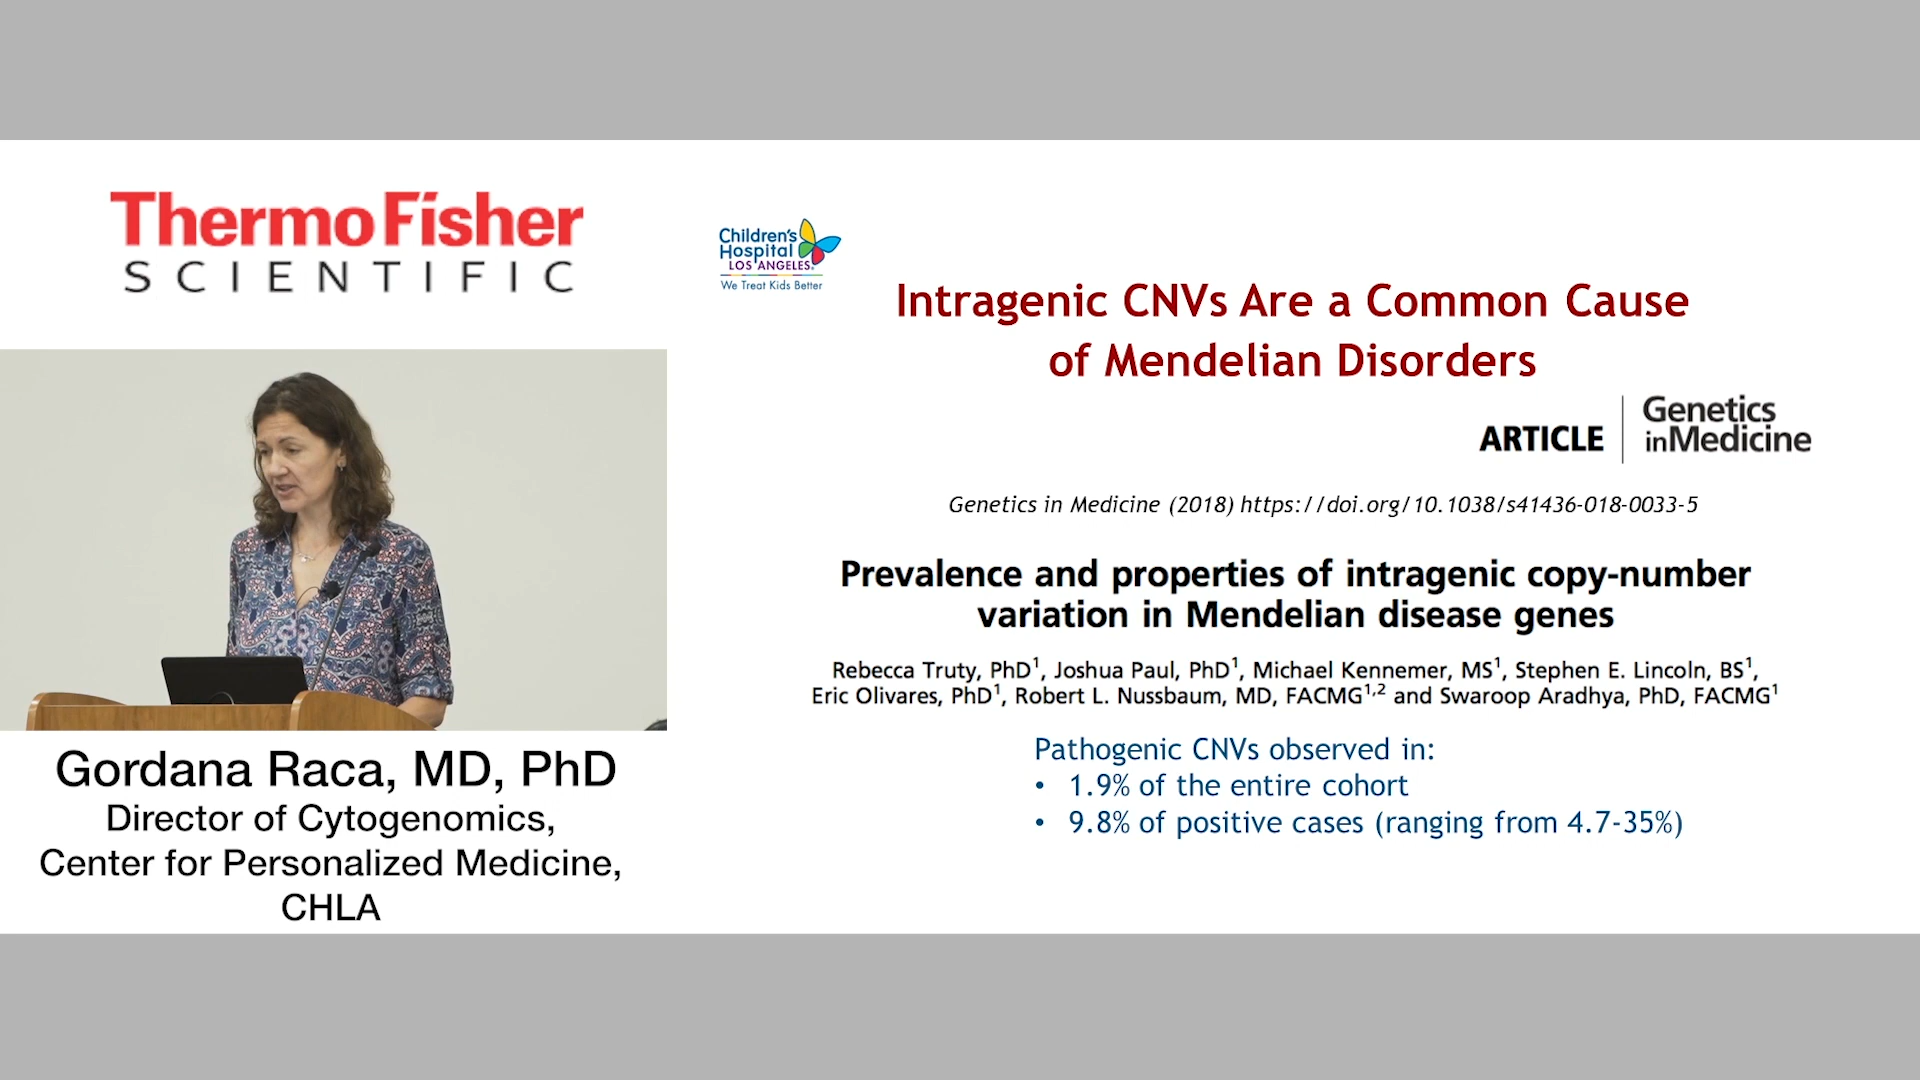 ThermoFisher
SCIENTIFIC
Gordana Raca, MD, PhD
Director of Cytogenomics,
Center for Personalized Medicine,
CHLA
Children's
Hospital
LOS ANGELES®
We Treat Kids Better
Intragenic CNVs Are a Common Cause
of Mendelian Disorders
ARTICLE
Genetics
inMedicine
Genetics in Medicine (2018) https://doi.org/10.1038/s41436-018-0033-5
Prevalence and properties of intragenic copy-number
variation in Mendelian disease genes
Rebecca Truty, PhD¹, Joshua Paul, PhD¹, Michael Kennemer, MS¹, Stephen E. Lincoln, BS¹,
Eric Olivares, PhD¹, Robert L. Nussbaum, MD, FACMG¹,² and Swaroop Aradhya, PhD, FACMG¹
Pathogenic CNVs observed in:
• 1.9% of the entire cohort
• 9.8% of positive cases (ranging from 4.7-35%)